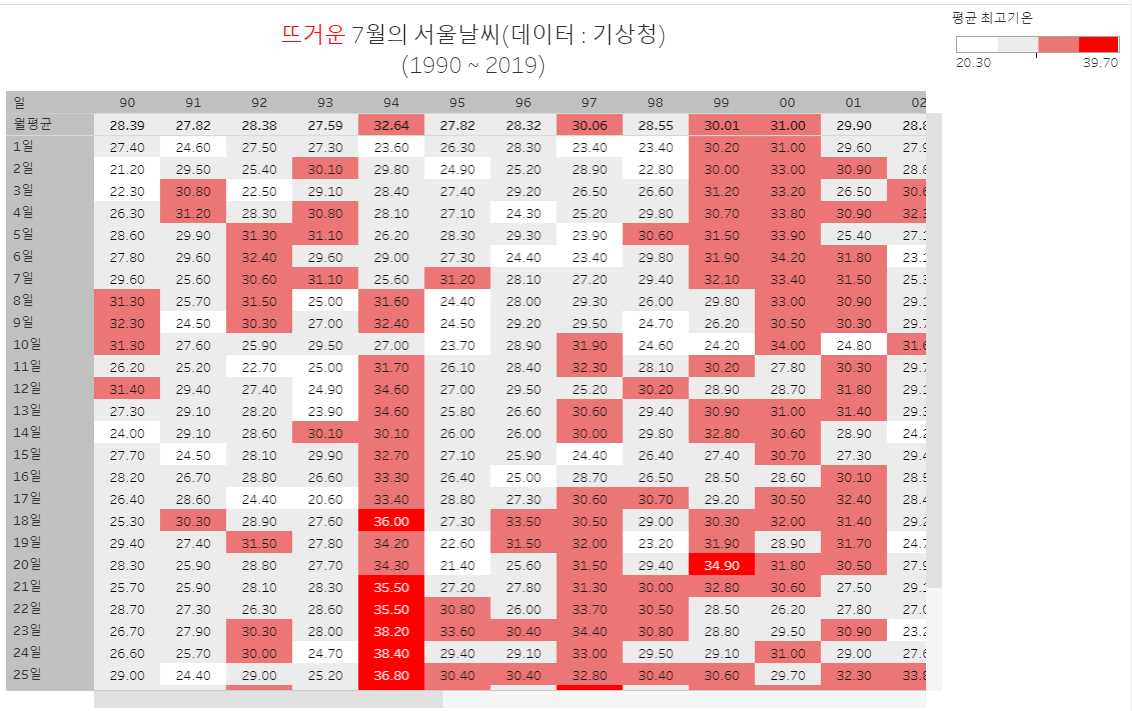 뜨거운 7월의 서울날씨(데이터 : 기상청)
(1990 ~ 2019)
평균 최고기온
20.30 39.70
일 90 91 92 93 94 95 96 97 98 99 00 01 02
월평균 28.39 27.82 28.38 27.59 32.64 27.82 28.32 30.06 28.55 30.01 31.00 29.90 28.8
1일 27.40 24.60 27.50 27.30 23.60 26.30 28.30 23.40 23.40 30.20 31.00 29.60 27.9
2일 21.20 29.50 25.40 30.10 29.80 24.90 25.20 28.90 22.80 30.00 33.00 30.90 28.8
3일 22.30 30.80 22.50 29.10 28.40 27.40 29.20 26.50 26.60 31.20 33.20 26.50 30.6
4일 26.30 31.20 28.30 30.80 28.10 27.10 24.30 25.20 29.80 30.70 33.80 30.90 32.3
5일 28.60 29.90 31.30 31.10 26.20 28.30 29.30 23.90 30.60 31.50 33.90 25.40 27.1
6일 27.80 29.60 32.40 29.60 29.00 27.30 24.40 23.40 29.80 31.90 34.20 31.80 23.1
7일 29.60 25.60 30.60 31.10 25.60 31.20 28.10 27.20 29.40 32.10 33.40 31.50 25.3
8일 31.30 25.70 31.50 25.00 31.60 24.40 28.00 29.30 26.00 29.80 33.00 30.90 29.1
9일 32.30 24.50 30.30 27.00 32.40 24.50 29.20 29.50 24.70 26.20 30.50 30.30 29.7
10일 31.30 27.60 25.90 29.50 27.00 23.70 28.90 31.90 24.60 24.20 34.00 24.80 31.6
11일 26.20 25.20 22.70 25.00 31.70 26.10 28.40 32.30 28.10 30.20 27.80 30.30 29.7
12일 31.40 29.40 27.40 24.90 34.60 27.00 29.50 25.20 30.20 28.90 28.70 31.80 29.1
13일 27.30 29.10 28.20 23.90 34.60 25.80 26.60 30.60 29.40 30.90 31.00 31.40 29.3
14일 24.00 29.10 28.60 30.10 30.10 26.00 26.00 30.00 29.80 32.80 30.60 28.90 24.2
15일 27.70 24.50 28.10 29.90 32.70 27.10 25.90 24.40 26.40 27.40 30.70 27.30 29.4
16일 28.20 26.70 28.80 26.60 33.30 26.40 25.00 28.70 26.50 28.50 28.60 30.10 28.5
17일 26.40 28.60 24.40 20.60 33.40 28.80 27.30 30.60 30.70 29.20 30.50 32.40 28.4
18일 25.30 30.30 28.90 27.60 36.00 27.30 33.50 30.50 29.00 30.30 32.00 31.40 29.2
19일 29.40 27.40 31.50 27.80 34.20 22.60 31.50 32.00 23.20 31.90 28.90 31.70 24.7
20일 28.30 25.90 28.80 27.70 34.30 21.40 25.60 31.50 29.40 34.90 31.80 30.50 27.9
21일 25.70 25.90 28.10 28.30 35.50 27.20 27.80 31.30 30.00 32.80 30.60 27.50 29.1
22일 28.70 27.30 26.30 28.60 35.50 30.80 26.00 33.70 30.50 28.50 26.20 27.80 27.0
23일 26.70 27.90 30.30 28.00 38.20 33.60 30.40 34.40 30.80 28.80 29.50 30.90 23.2
24일 26.60 25.70 30.00 24.70 38.40 29.40 29.10 33.00 29.50 29.10 31.00 29.00 27.6
25일 29.00 24.40 29.00 25.20 36.80 30.40 30.40 32.80 30.40 30.60 29.70 32.30 33.8